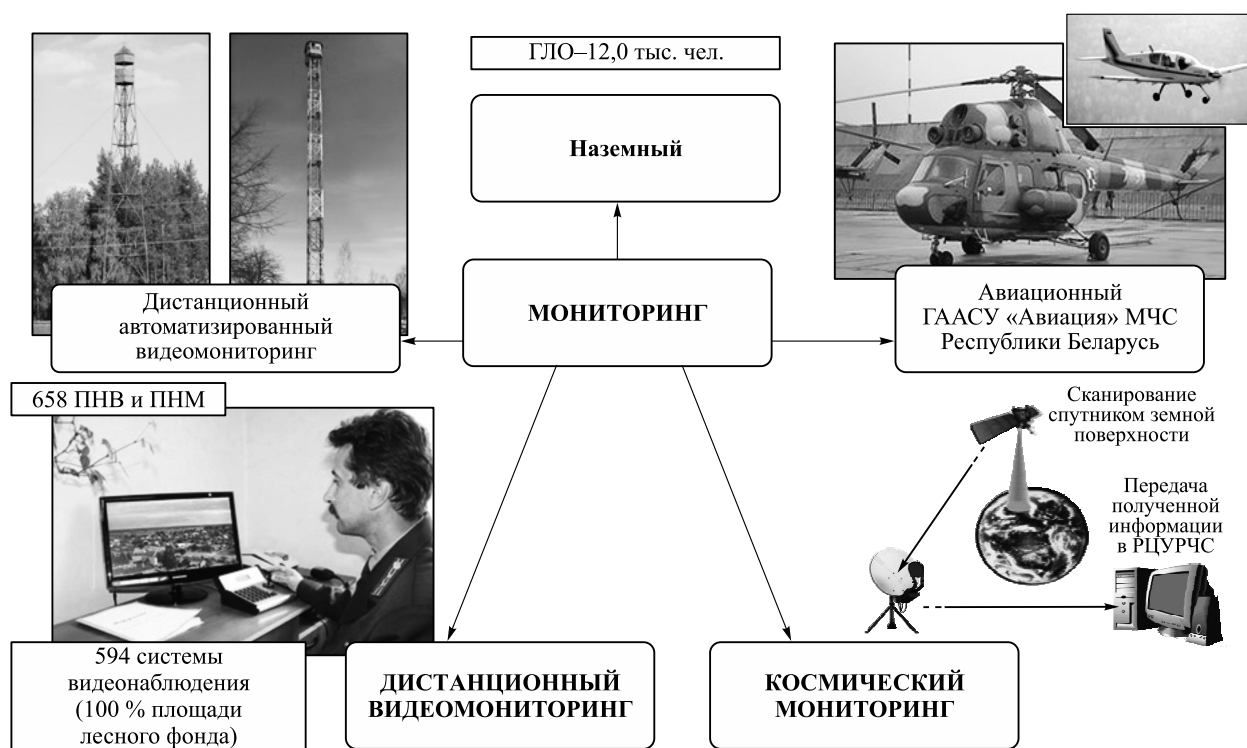 ГЛО–12,0 тыс. чел.
Наземный
МОНИТОРИНГ
Дистанционный
автоматизированный
видеомониторинг
Авиационный
ГААСУ «Авиация» МЧС
Республики Беларусь
658 ПНВ и ПНМ
Сканирование
спутником земной
поверхности
Передача
полученной
информации
в РЦУРЧС
594 системы
видеонаблюдения
(100 % площади
лесного фонда)
ДИСТАНЦИОННЫЙ
ВИДЕОМОНИТОРИНГ
КОСМИЧЕСКИЙ
МОНИТОРИНГ